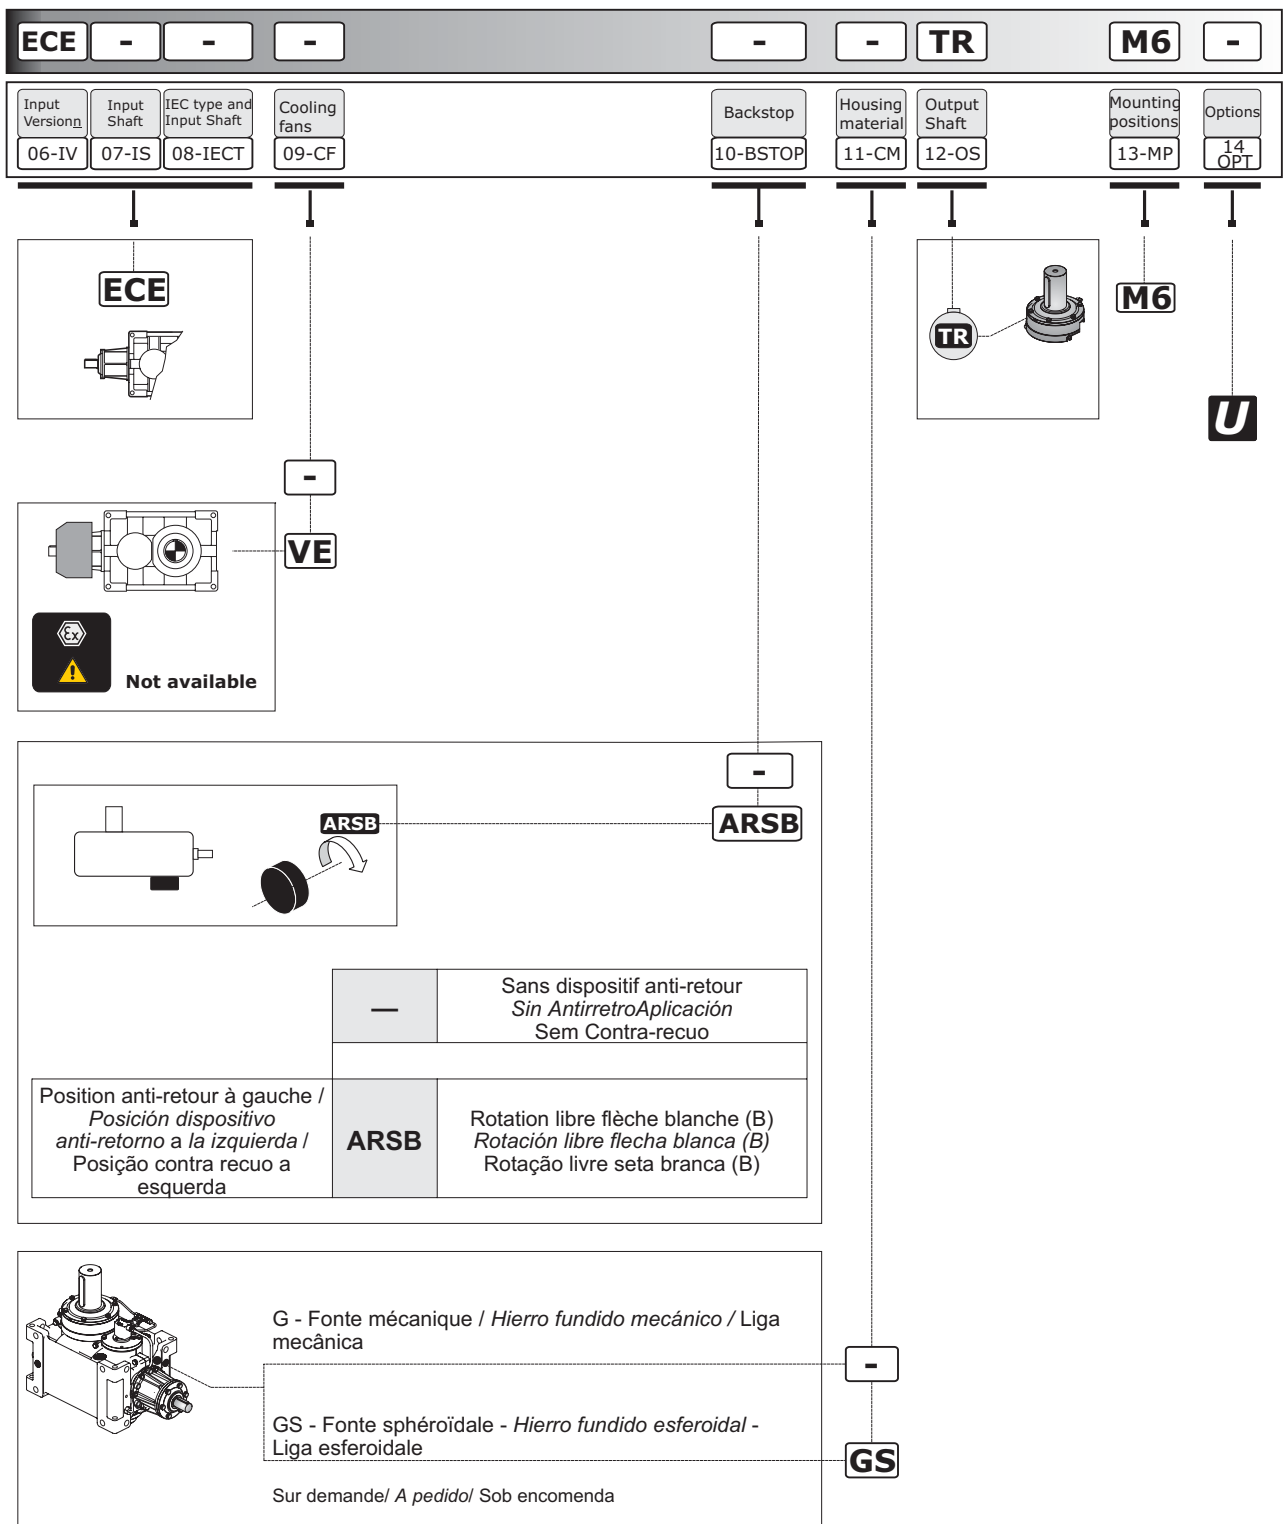 ECE - - - - - TR M6 -
Input Versionn Input Shaft IEC type and Input Shaft Cooling fans Backstop Housing material Output Shaft Mounting positions Options
06-IV 07-IS 08-IECT 09-CF 10-BSTOP 11-CM 12-OS 13-MP 14 OPT
ECE
TR
M6
U
-
VE
Ex
Not available
-
ARSB
ARSB
—
Sans dispositif anti-retour
Sin AntirretroAplicación
Sem Contra-recuo
Position anti-retour à gauche /
Posición dispositivo
anti-retorno a la izquierda /
Posição contra recuo a
esquerda
ARSB
Rotation libre flèche blanche (B)
Rotación libre flecha blanca (B)
Rotação livre seta branca (B)
G - Fonte mécanique / Hierro fundido mecánico / Liga
mecânica
-
GS - Fonte sphéroïdale - Hierro fundido esferoidal -
Liga esferoidale
GS
Sur demande/ A pedido/ Sob encomenda